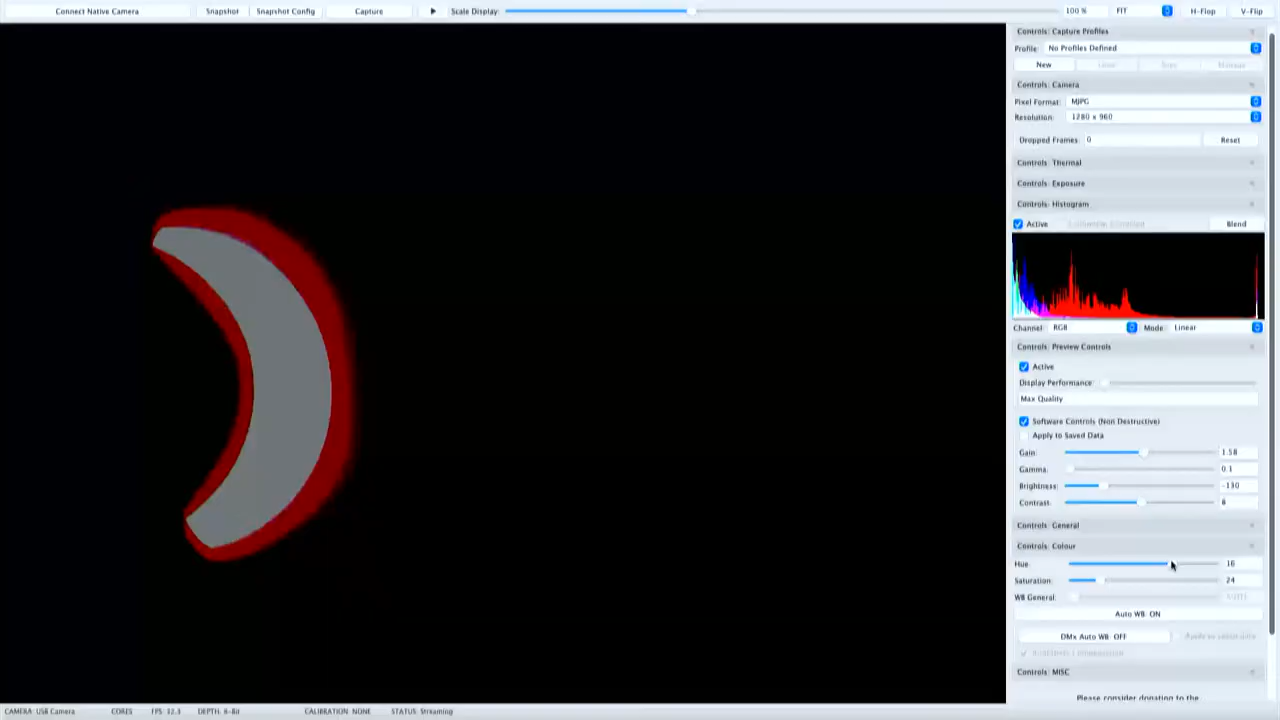 Connect Native Camera Snapshot Snapshot Config Capture Scale Display: 100 % FIT H-Flop V-Flip
Controls: Capture Profiles
Profile: No Profiles Defined
New
Controls: Camera
Pixel Format: MJPG
Resolution: 1280 x 960
Dropped Frames: 0 Reset
Controls: Thermal
Controls: Exposure
Controls: Histogram
Active Blend
Channel: RGB Mode: Linear
Controls: Preview Controls
Active
Display Performance:
Max Quality
Software Controls (Non Destructive)
Apply to Saved Data
Gain: 1.58
Gamma: 0.1
Brightness: -130
Contrast: 8
Controls: General
Controls: Colour
Hue: 16
Saturation: 24
WB General:
Auto WB: ON
DMx Auto WB: OFF
Controls: MISC
Please consider donating to the
CAMERA: USB Camera CORES FPS: 12.3 DEPTH: 8-Bit CALIBRATION: NONE STATUS: Streaming